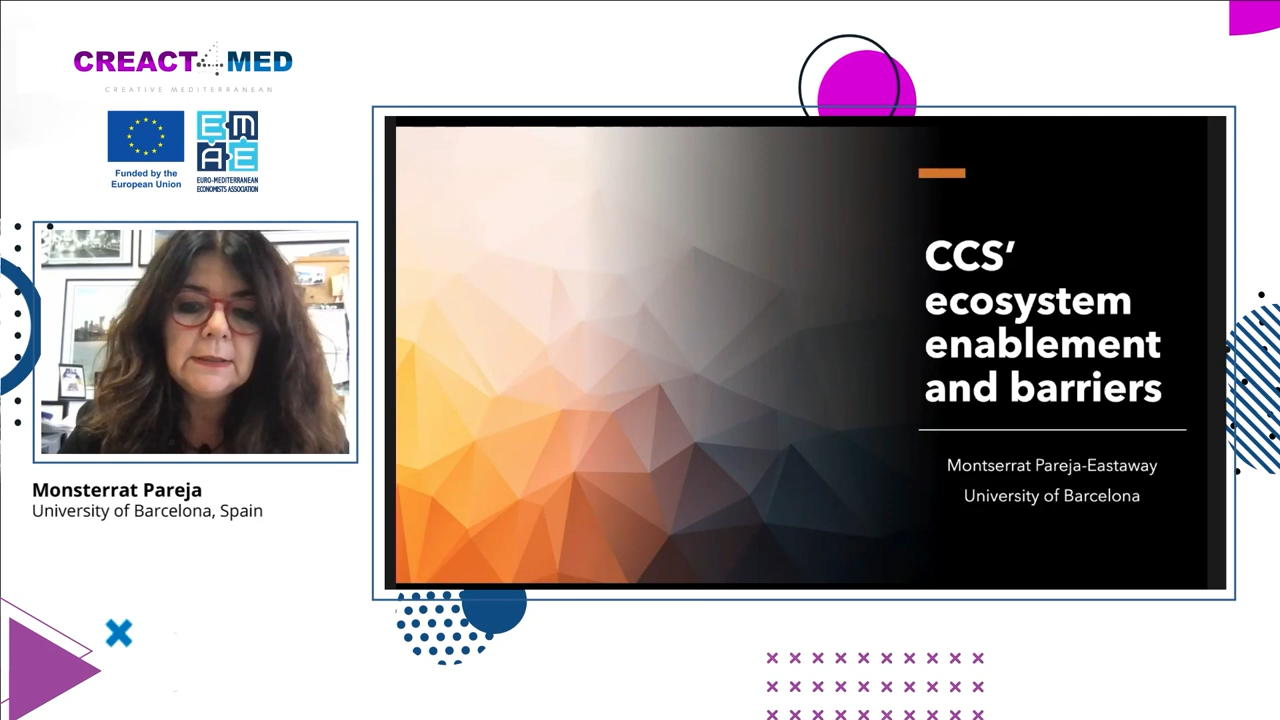 CREACT4MED
CREATIVE MEDITERRANEAN
Funded by the
European Union
EMAE
EURO-MEDITERRANEAN
ECONOMISTS ASSOCIATION
Monsterrat Pareja
University of Barcelona, Spain
CCS’
ecosystem
enablement
and barriers
Montserrat Pareja-Eastaway
University of Barcelona